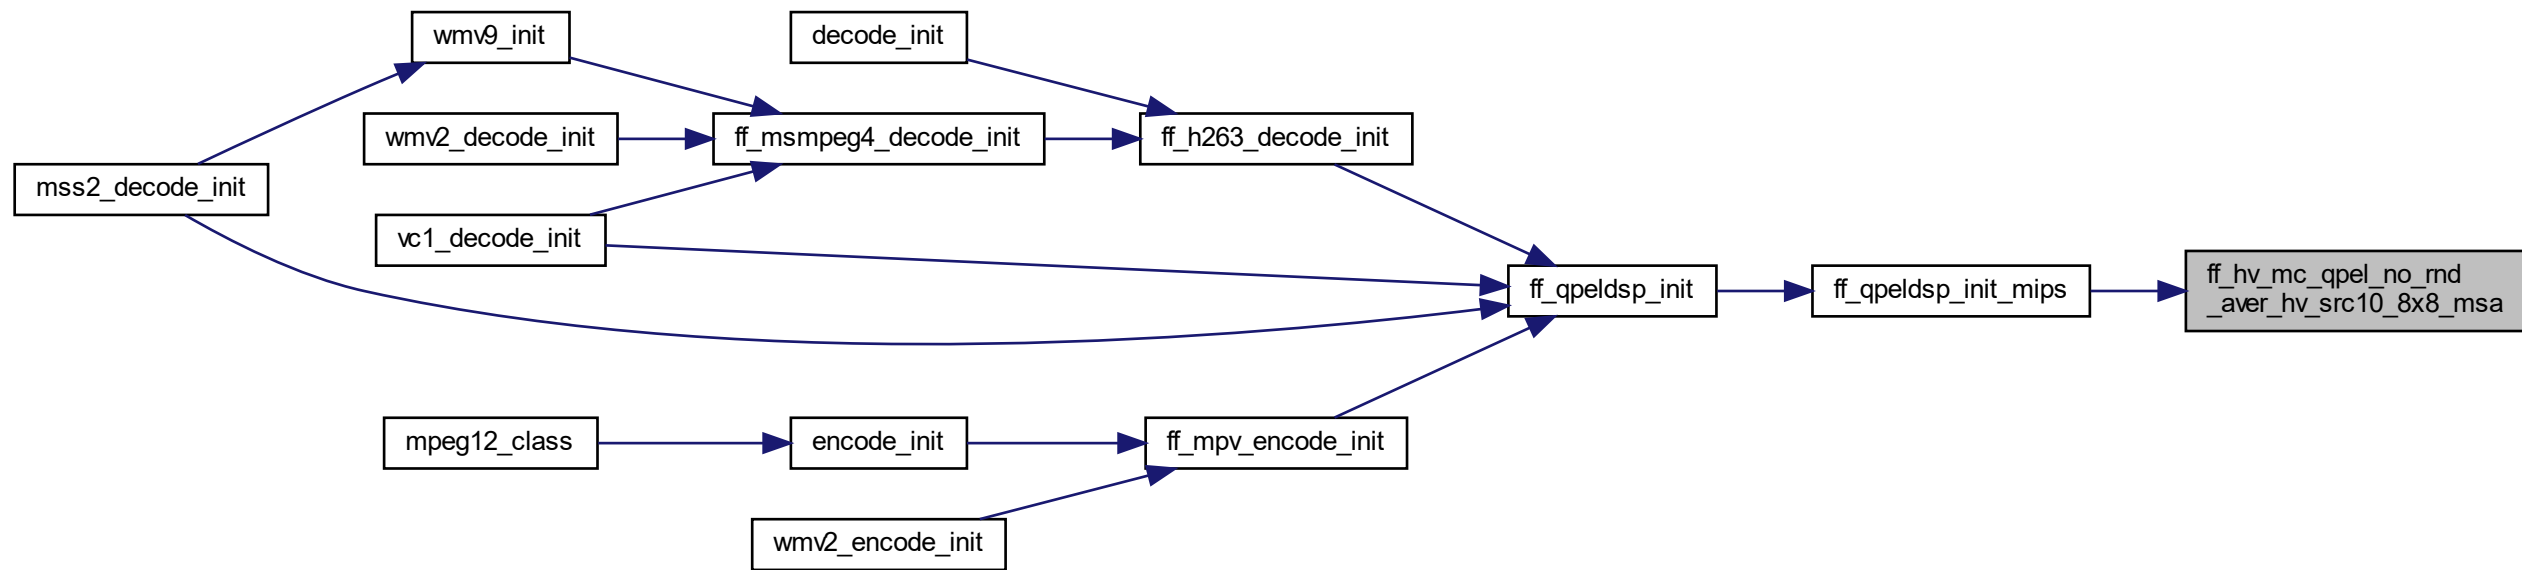 wmv9_init
decode_init
wmv2_decode_init
ff_msmpeg4_decode_init
ff_h263_decode_init
mss2_decode_init
vc1_decode_init
ff_qpeldsp_init
ff_qpeldsp_init_mips
ff_hv_mc_qpel_no_rnd
_aver_hv_src10_8x8_msa
mpeg12_class
encode_init
ff_mpv_encode_init
wmv2_encode_init